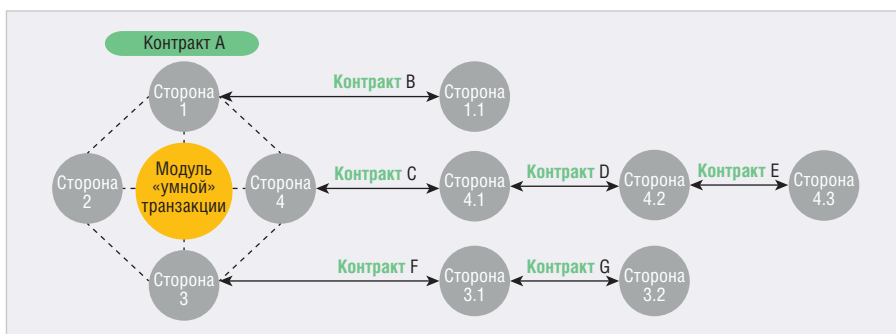 Контракт А
Сторона
1
Контракт B
Сторона
1.1
Сторона
2
Модуль
«умной»
транзакции
Сторона
4
Контракт C
Сторона
4.1
Контракт D
Сторона
4.2
Контракт E
Сторона
4.3
Сторона
3
Контракт F
Сторона
3.1
Контракт G
Сторона
3.2